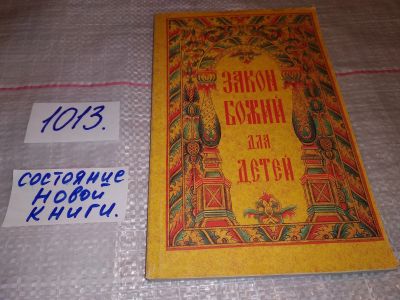 1013.
состояние
новой
книги.
ЗАКОН
БОЖИЙ
ДЛЯ
ДЕТЕЙ